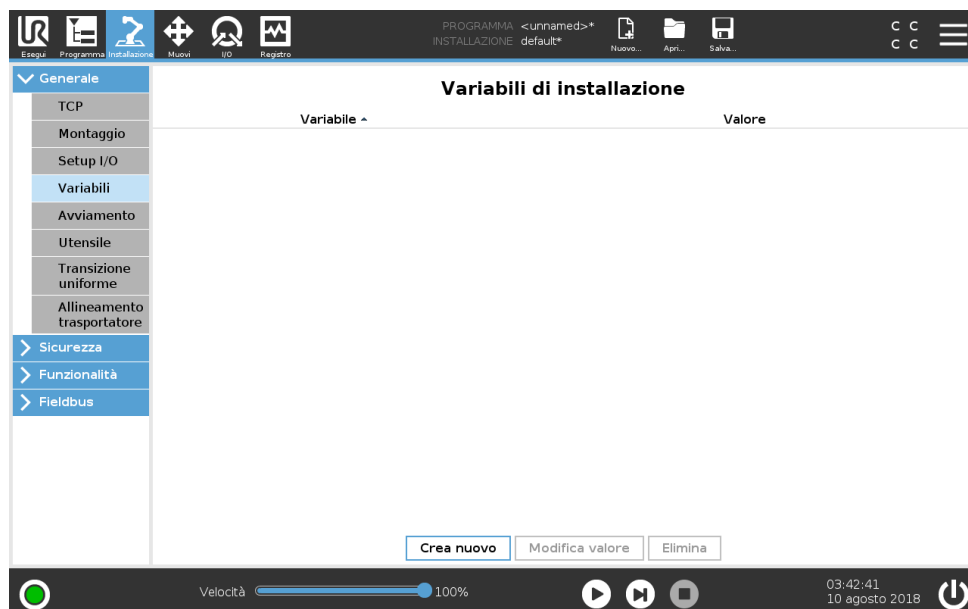 UR
PROGRAMMA <unnamed>*
INSTALLAZIONE default*
Esegui Programma Installazione Muovi I/O Registro
Nuovo... Apri... Salva...
C C
C C
Generale
TCP
Montaggio
Setup I/O
Variabili
Avviamento
Utensile
Transizione
uniforme
Allineamento
trasportatore
Sicurezza
Funzionalità
Fieldbus
Variabili di installazione
Variabile Valore
Crea nuovo Modifica valore Elimina
Velocità 100%
03:42:41
10 agosto 2018